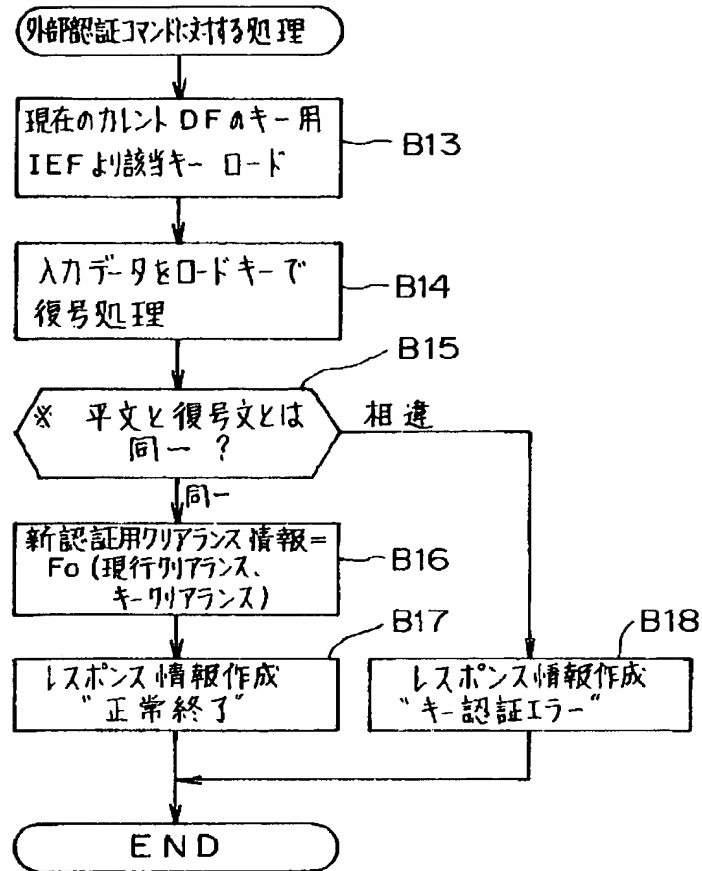 外部認証コマンドに対する処理
現在のカレントDFのキー用
IEFより該当キーロード
B13
入力データをロードキーで
復号処理
B14
B15
※ 平文と復号文とは
同一 ?
相違
同一
新認証用クリアランス情報=
Fo(現行クリアランス、
キークリアランス)
B16
B17
レスポンス情報作成
"正常終了"
B18
レスポンス情報作成
"キー認証エラー"
END